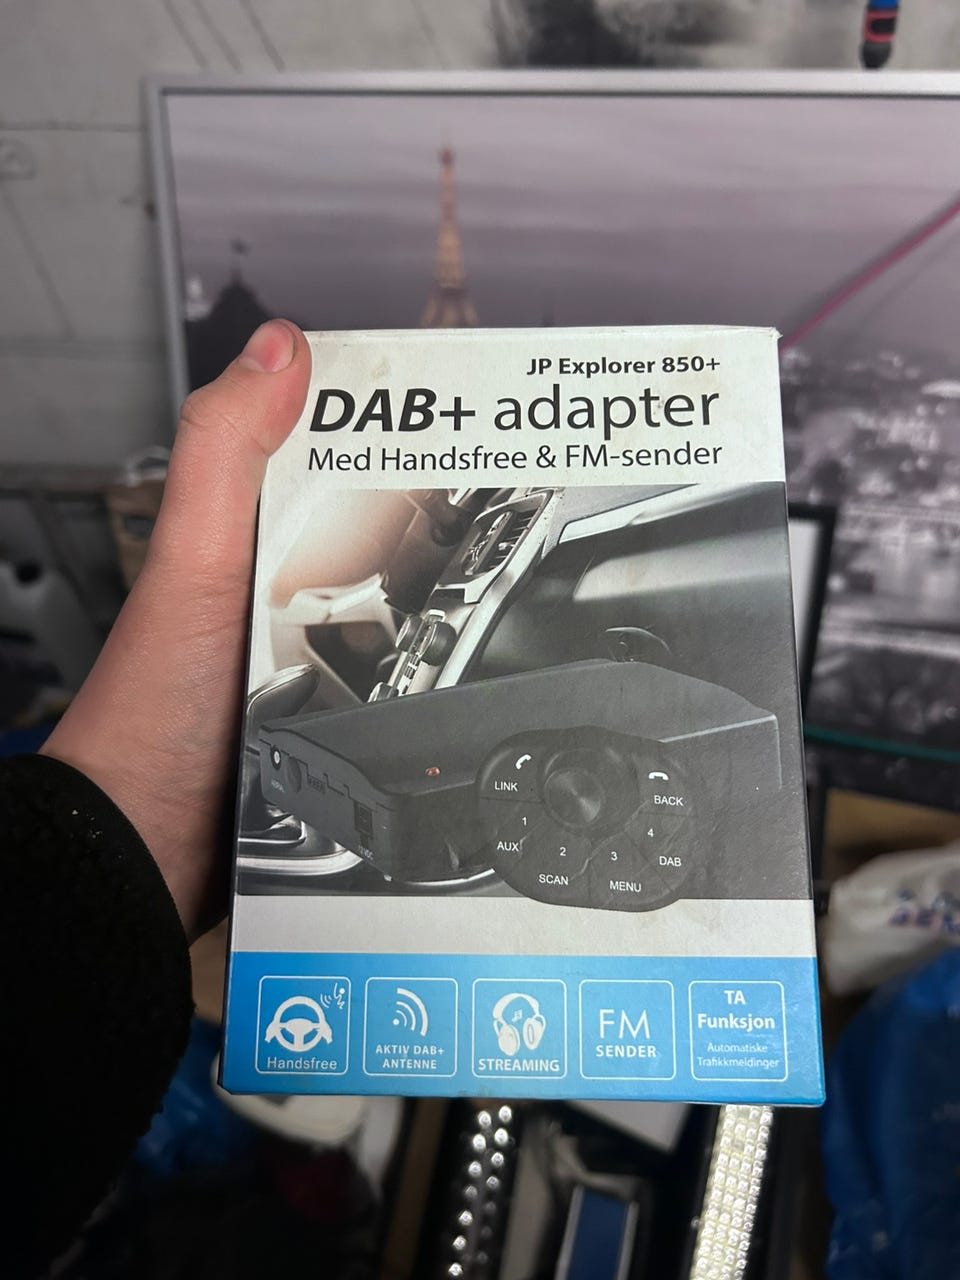 JP Explorer 850+
DAB+ adapter
Med Handsfree & FM-sender
LINK
BACK
1
4
AUX
2
3
DAB
SCAN
MENU
Handsfree
AKTIV DAB+
ANTENNE
STREAMING
FM
SENDER
TA
Funksjon
Automatiske
Trafikkmeldinger